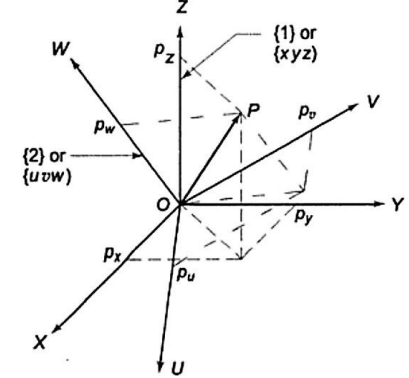 Z
{1} or
{xyz}
W
p_z
P
p_v
V
p_w
{2} or
{uvw}
O
p_y
Y
p_x
p_u
X
U